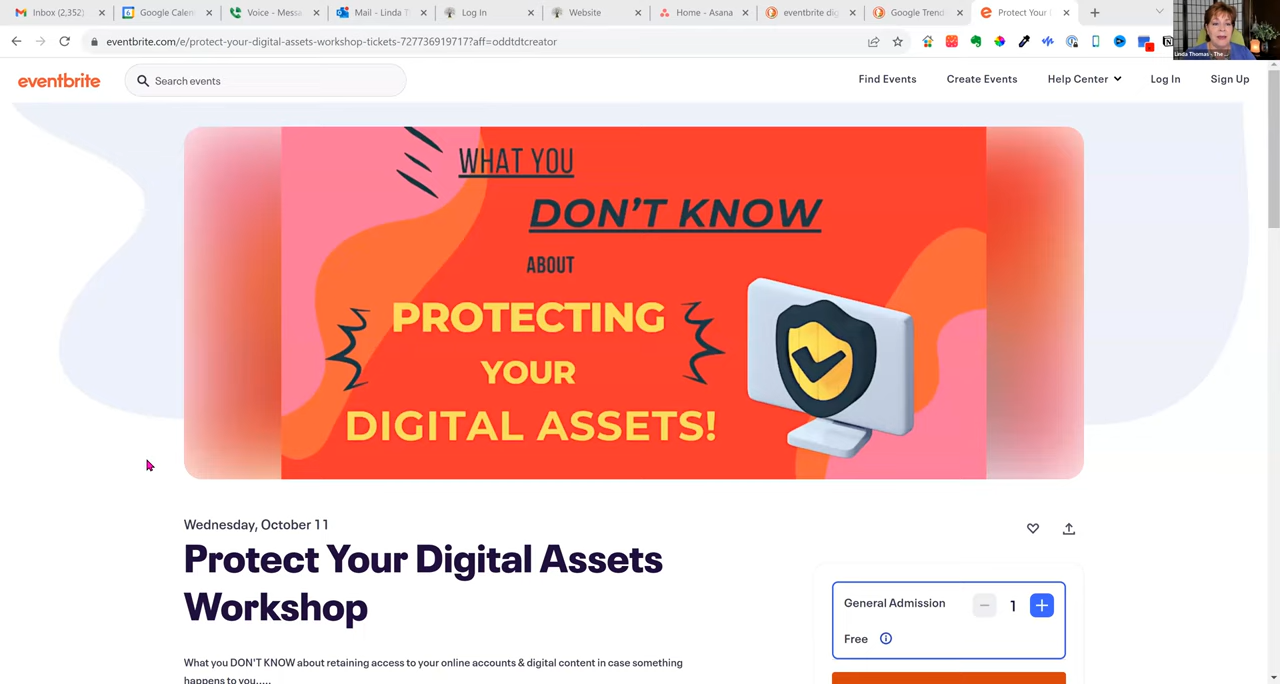 Inbox (2,352)
Google Calen
Voice - Messa
Mail - Linda T
Log In
Website
Home - Asana
eventbrite dig
Google Trend
Protect Your
eventbrite.com/e/protect-your-digital-assets-workshop-tickets-727736919717?aff=oddtdtcreator
Linda Thomas - The...
eventbrite
Search events
Find Events
Create Events
Help Center
Log In
Sign Up
WHAT YOU
DON'T KNOW
ABOUT
PROTECTING
YOUR
DIGITAL ASSETS!
Wednesday, October 11
Protect Your Digital Assets
Workshop
General Admission
1
Free
What you DON'T KNOW about retaining access to your online accounts & digital content in case something
happens to you.....